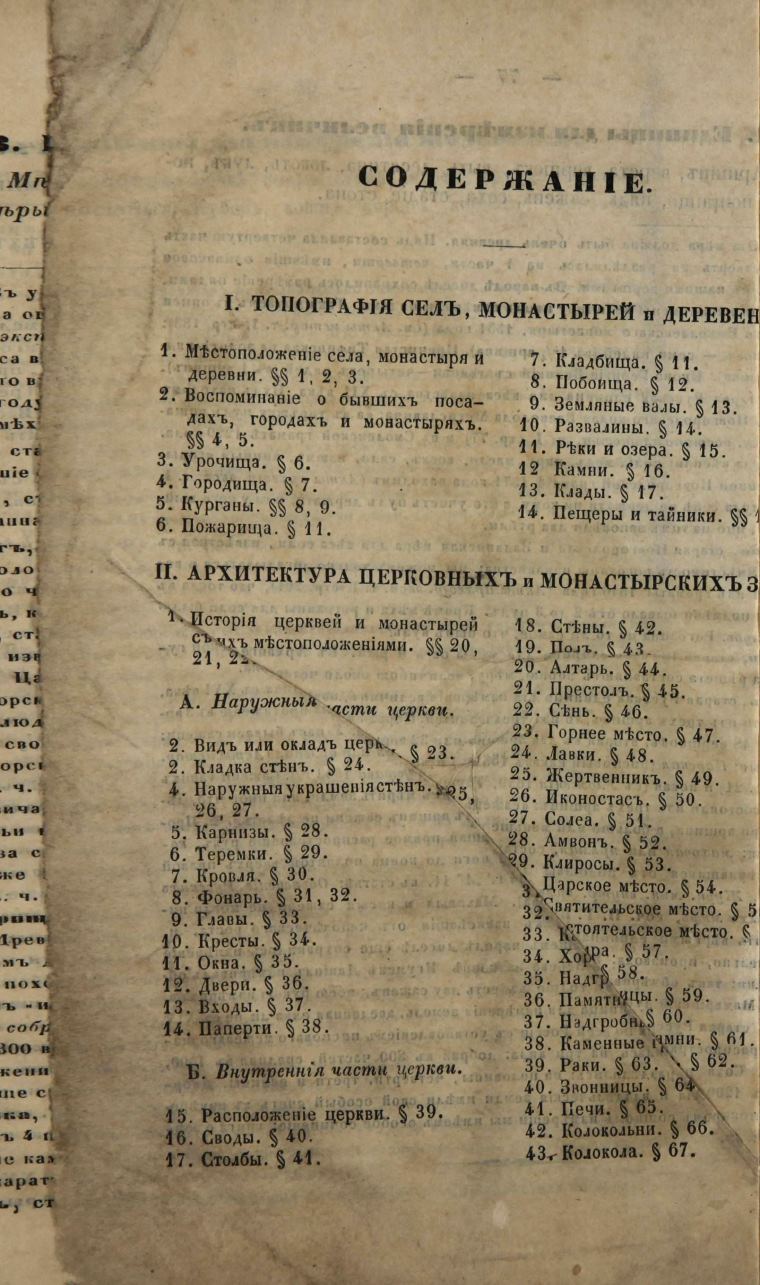 СОДЕРЖАНІЕ.
I. ТОПОГРАФІЯ СЕЛЪ, МОНАСТЫРЕЙ и ДЕРЕВЕН
1. Мѣстоположеніе села, монастыря и
деревни. §§ 1, 2, 3.
2. Воспоминаніе о бывшихъ поса-
дахъ, городахъ и монастыряхъ.
§§ 4, 5.
3. Урочища. § 6.
4. Городища. § 7.
5. Курганы. §§ 8, 9.
6. Пожарища. § 11.
7. Кладбища. § 11.
8. Побоища. § 12.
9. Земляные валы. § 13.
10. Развалины. § 14.
11. Рѣки и озера. § 15.
12 Камни. § 16.
13. Клады. § 17.
14. Пещеры и тайники. §§
II. АРХИТЕКТУРА ЦЕРКОВНЫХЪ и МОНАСТЫРСКИХЪ З
1. Исторія церквей и монастырей
съ ихъ мѣстоположеніями. §§ 20,
21,
А. Наружныя части церкви.
2. Видъ или окладъ § 23.
2. Кладка стѣнъ. § 24.
4. Наружныя украшенія стѣнъ. 25,
26, 27.
5. Карнизы. § 28.
6. Теремки. § 29.
7. Кровля. § 30.
8. Фонарь. § 31, 32.
9. Главы. § 33.
10. Кресты. § 34.
11. Окна. § 35.
12. Двери. § 36.
13. Входы. § 37.
14. Паперти. § 38.
Б. Внутреннія части церкви.
15. Расположеніе церкви. § 39.
16. Своды. § 40.
17. Столбы. § 41.
18. Стѣны. § 42.
19. Полъ. § 43.
20. Алтарь. § 44.
21. Престолъ. § 45.
22. Сѣнь. § 46.
23. Горнее мѣсто. § 47.
24. Лавки. § 48.
25. Жертвенникъ. § 49.
26. Иконостасъ. § 50.
27. Солеа. § 51.
28. Амвонъ. § 52.
29. Клиросы. § 53.
Царское мѣсто. § 54.
32. Святительское мѣсто. § 5
33. мѣсто. §
34. § 57.
35. § 58.
36. § 59.
37. § 60.
38. Каменные § 61.
39. Раки. § 63. § 62.
40. Звонницы. § 64
41. Печи. § 65.
42. Колокольни. § 66.
43. Колокола. § 67.